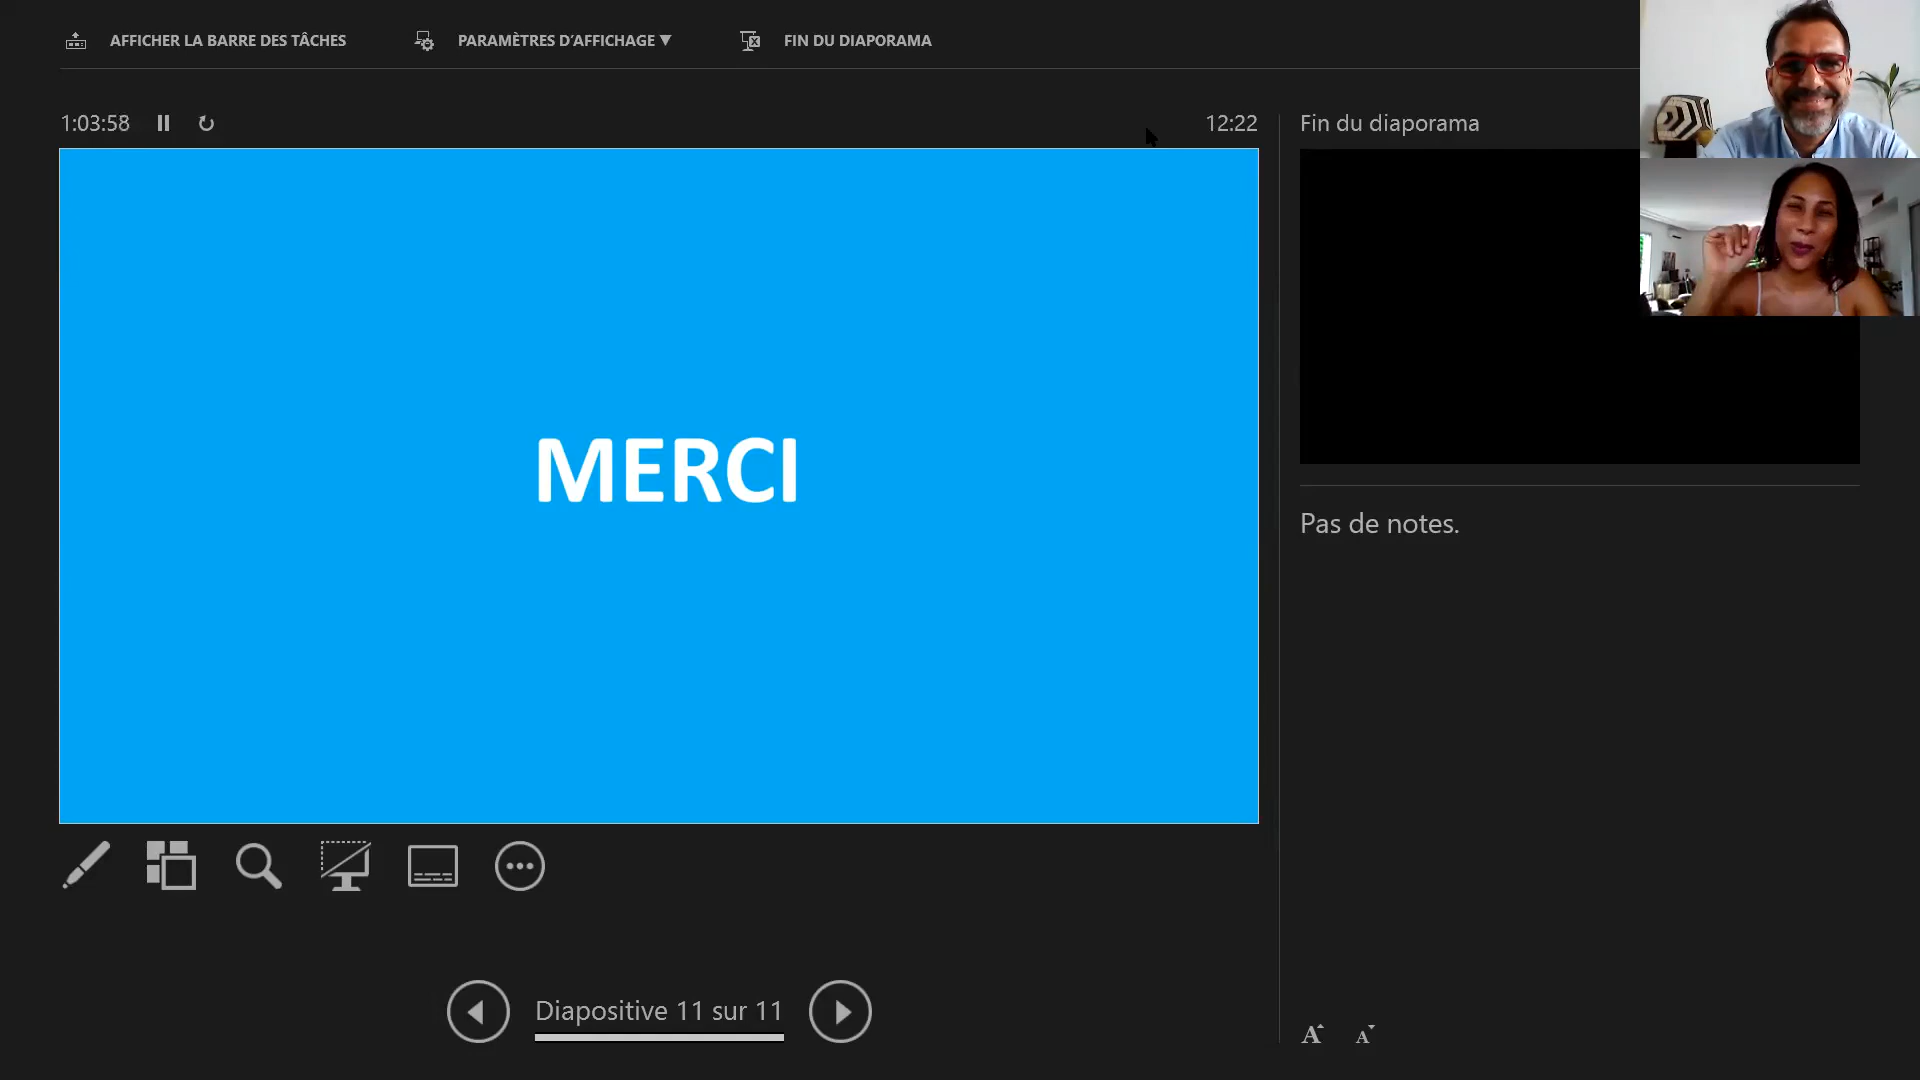 AFFICHER LA BARRE DES TÂCHES
PARAMÈTRES D'AFFICHAGE ▼
FIN DU DIAPORAMA
1:03:58
12:22
Fin du diaporama
MERCI
Pas de notes.
Diapositive 11 sur 11
A A